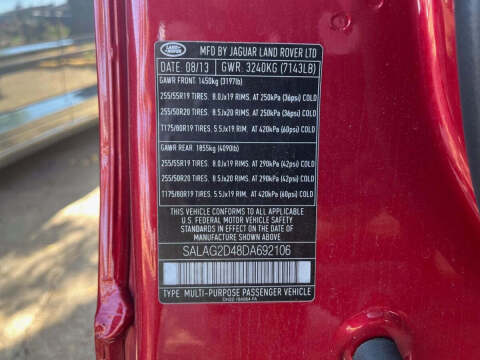 LAND ROVER
MFD BY JAGUAR LAND ROVER LTD
DATE 08/13 GWR. 3240KG (7143LB)
GAWR FRONT. 1450kg (3197lb)
255/55R19 TIRES. 8.0Jx19 RIMS. AT 250kPa (36psi) COLD
255/50R20 TIRES. 8.5Jx20 RIMS. AT 250kPa (36psi) COLD
T175/80R19 TIRES. 5.5Jx19 RIM. AT 420kPa (60psi) COLD
GAWR REAR. 1855kg (4090lb)
255/55R19 TIRES. 8.0Jx19 RIMS. AT 290kPa (42psi) COLD
255/50R20 TIRES. 8.5Jx20 RIMS. AT 290kPa (42psi) COLD
T175/80R19 TIRES. 5.5Jx19 RIM. AT 420kPa (60psi) COLD
THIS VEHICLE CONFORMS TO ALL APPLICABLE
U.S. FEDERAL MOTOR VEHICLE SAFETY
STANDARDS IN EFFECT ON THE DATE OF
MANUFACTURE SHOWN ABOVE
SALAG2D48DA692106
TYPE: MULTI-PURPOSE PASSENGER VEHICLE